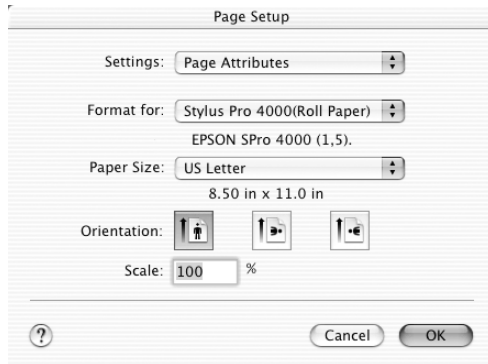 Page Setup
Settings: Page Attributes
Format for: Stylus Pro 4000(Roll Paper)
EPSON SPro 4000 (1,5).
Paper Size: US Letter
8.50 in x 11.0 in
Orientation:
Scale: 100 %
? Cancel OK